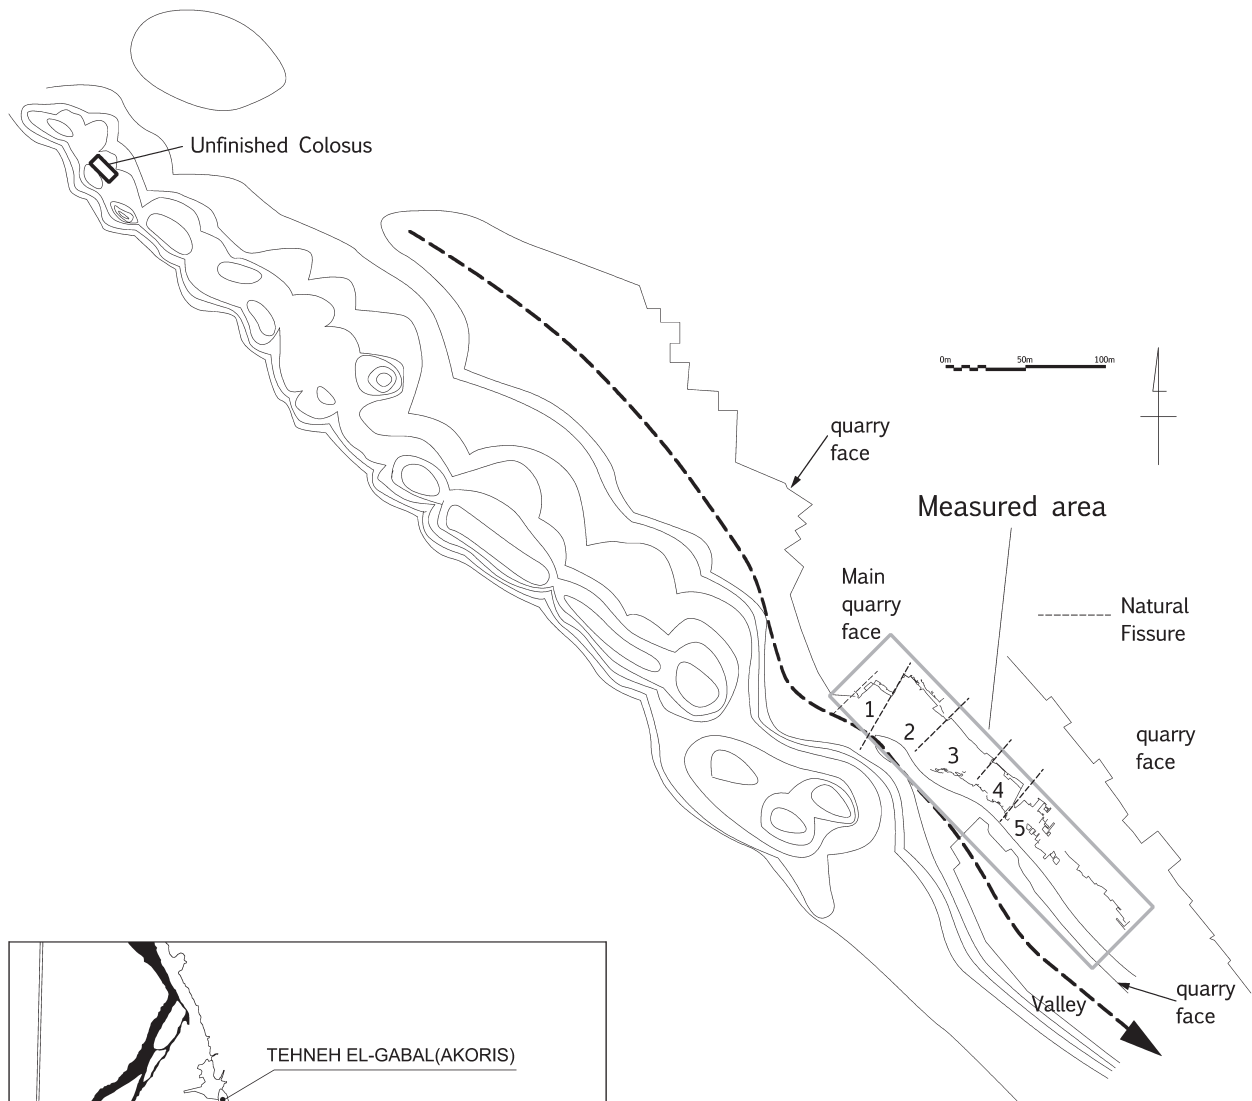 Unfinished Colosus
0m 50m 100m
quarry
face
Measured area
Main
quarry
face
Natural
Fissure
1
2
3
4
5
quarry
face
quarry
face
Valley
TEHNEH EL-GABAL(AKORIS)